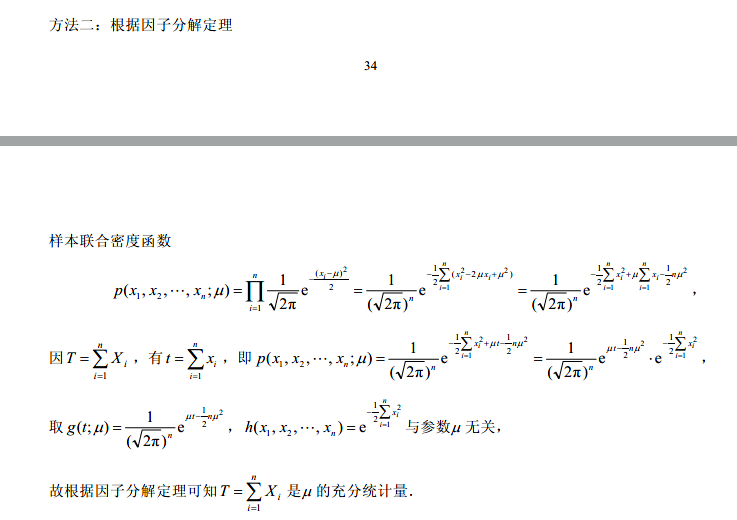 方法二：根据因子分解定理
34
样本联合密度函数
$p(x_1, x_2, \cdots, x_n; \mu) = \prod_{i=1}^{n} \frac{1}{\sqrt{2\pi}} \mathrm{e}^{-\frac{(x_i-\mu)^2}{2}} = \frac{1}{(\sqrt{2\pi})^n} \mathrm{e}^{-\frac{1}{2}\sum_{i=1}^{n}(x_i^2-2\mu x_i+\mu^2)} = \frac{1}{(\sqrt{2\pi})^n} \mathrm{e}^{-\frac{1}{2}\sum_{i=1}^{n}x_i^2+\mu\sum_{i=1}^{n}x_i-\frac{1}{2}n\mu^2}$，
因 $T = \sum_{i=1}^{n} X_i$，有 $t = \sum_{i=1}^{n} x_i$，即 $p(x_1, x_2, \cdots, x_n; \mu) = \frac{1}{(\sqrt{2\pi})^n} \mathrm{e}^{-\frac{1}{2}\sum_{i=1}^{n}x_i^2+\mu t-\frac{1}{2}n\mu^2} = \frac{1}{(\sqrt{2\pi})^n} \mathrm{e}^{\mu t-\frac{1}{2}n\mu^2} \cdot \mathrm{e}^{-\frac{1}{2}\sum_{i=1}^{n}x_i^2}$，
取 $g(t; \mu) = \frac{1}{(\sqrt{2\pi})^n} \mathrm{e}^{\mu t-\frac{1}{2}n\mu^2}$，$h(x_1, x_2, \cdots, x_n) = \mathrm{e}^{-\frac{1}{2}\sum_{i=1}^{n}x_i^2}$ 与参数 $\mu$ 无关，
故根据因子分解定理可知 $T = \sum_{i=1}^{n} X_i$ 是 $\mu$ 的充分统计量．